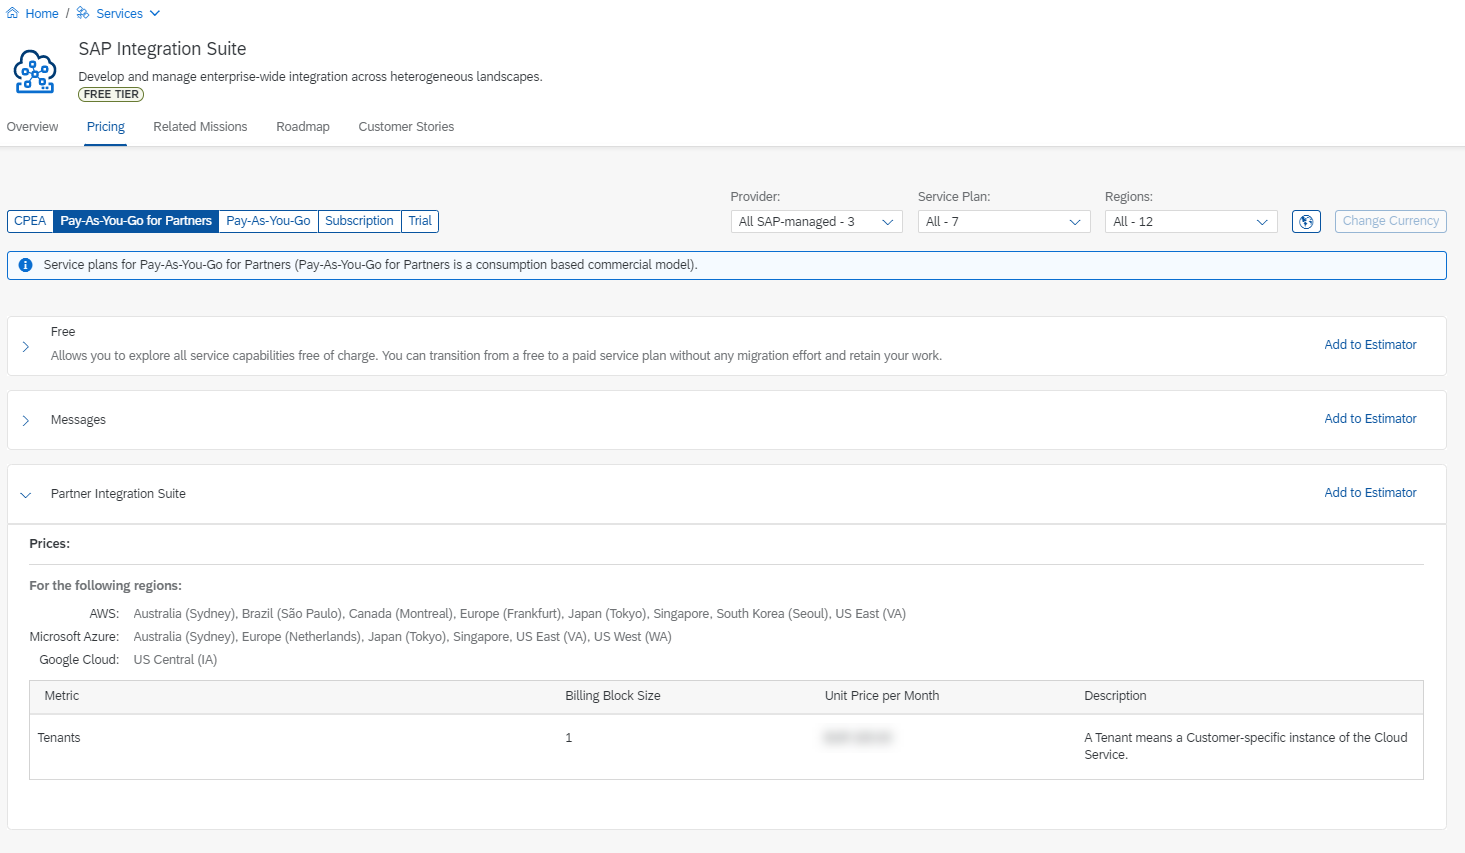 Home / Services
SAP Integration Suite
Develop and manage enterprise-wide integration across heterogeneous landscapes.
FREE TIER
Overview Pricing Related Missions Roadmap Customer Stories
Provider: Service Plan: Regions:
CPEA Pay-As-You-Go for Partners Pay-As-You-Go Subscription Trial All SAP-managed - 3 All - 7 All - 12 Change Currency
Service plans for Pay-As-You-Go for Partners (Pay-As-You-Go for Partners is a consumption based commercial model).
Free
Allows you to explore all service capabilities free of charge. You can transition from a free to a paid service plan without any migration effort and retain your work.
Add to Estimator
Messages Add to Estimator
Partner Integration Suite Add to Estimator
Prices:
For the following regions:
AWS: Australia (Sydney), Brazil (São Paulo), Canada (Montreal), Europe (Frankfurt), Japan (Tokyo), Singapore, South Korea (Seoul), US East (VA)
Microsoft Azure: Australia (Sydney), Europe (Netherlands), Japan (Tokyo), Singapore, US East (VA), US West (WA)
Google Cloud: US Central (IA)
Metric Billing Block Size Unit Price per Month Description
Tenants 1 A Tenant means a Customer-specific instance of the Cloud
Service.